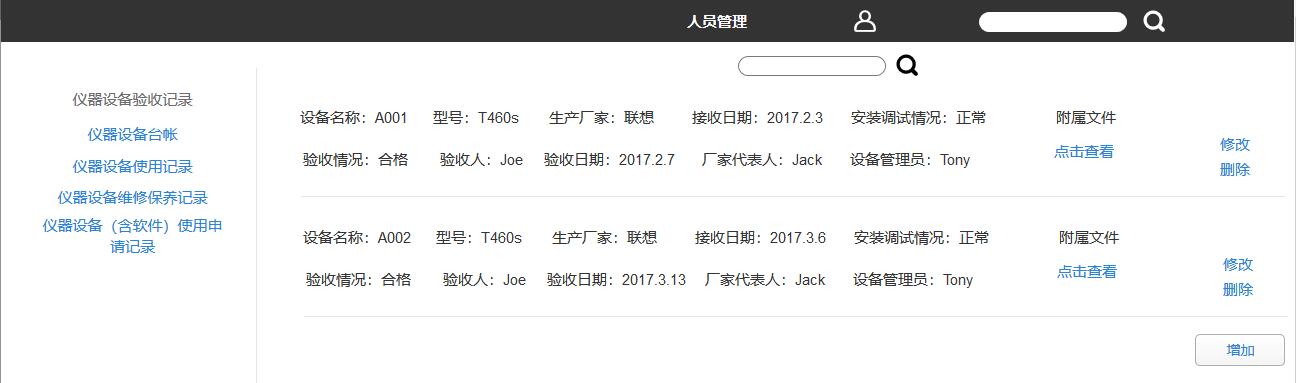 人员管理
仪器设备验收记录
仪器设备台帐
仪器设备使用记录
仪器设备维修保养记录
仪器设备（含软件）使用申
请记录
设备名称：A001 型号：T460s 生产厂家：联想 接收日期：2017.2.3 安装调试情况：正常 附属文件
验收情况：合格 验收人：Joe 验收日期：2017.2.7 厂家代表人：Jack 设备管理员：Tony 点击查看
修改
删除
设备名称：A002 型号：T460s 生产厂家：联想 接收日期：2017.3.6 安装调试情况：正常 附属文件
验收情况：合格 验收人：Joe 验收日期：2017.3.13 厂家代表人：Jack 设备管理员：Tony 点击查看
修改
删除
增加